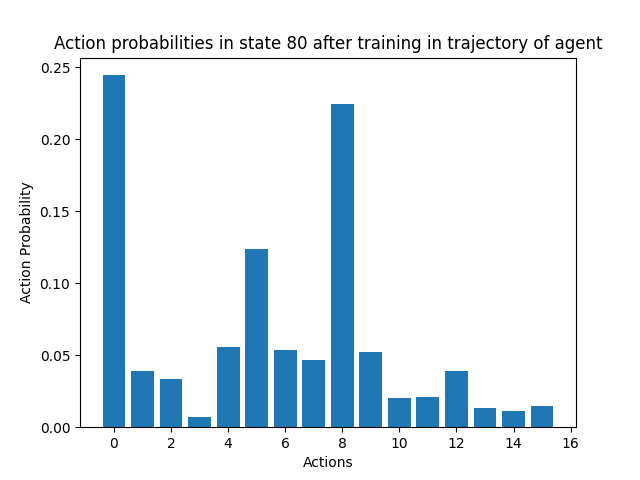 Action probabilities in state 80 after training in trajectory of agent
0.25
0.20
0.15
0.10
0.05
0.00
Action Probability
0 2 4 6 8 10 12 14 16
Actions